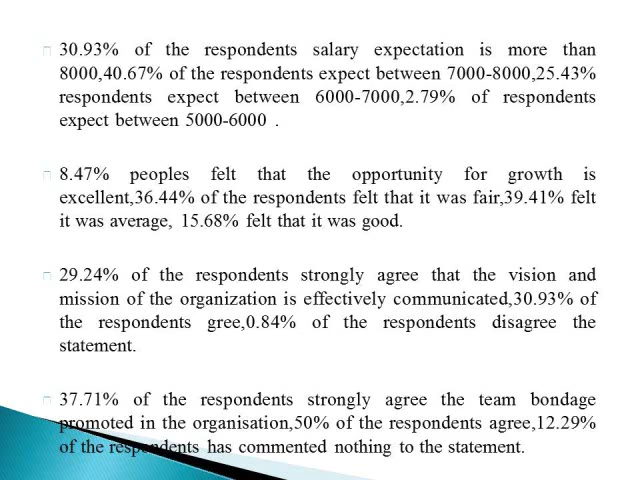 30.93% of the respondents salary expectation is more than
8000,40.67% of the respondents expect between 7000-8000,25.43%
respondents expect between 6000-7000,2.79% of respondents
expect between 5000-6000 .
8.47% peoples felt that the opportunity for growth is
excellent,36.44% of the respondents felt that it was fair,39.41% felt
it was average, 15.68% felt that it was good.
29.24% of the respondents strongly agree that the vision and
mission of the organization is effectively communicated,30.93% of
the respondents gree,0.84% of the respondents disagree the
statement.
37.71% of the respondents strongly agree the team bondage
promoted in the organisation,50% of the respondents agree,12.29%
of the respondents has commented nothing to the statement.